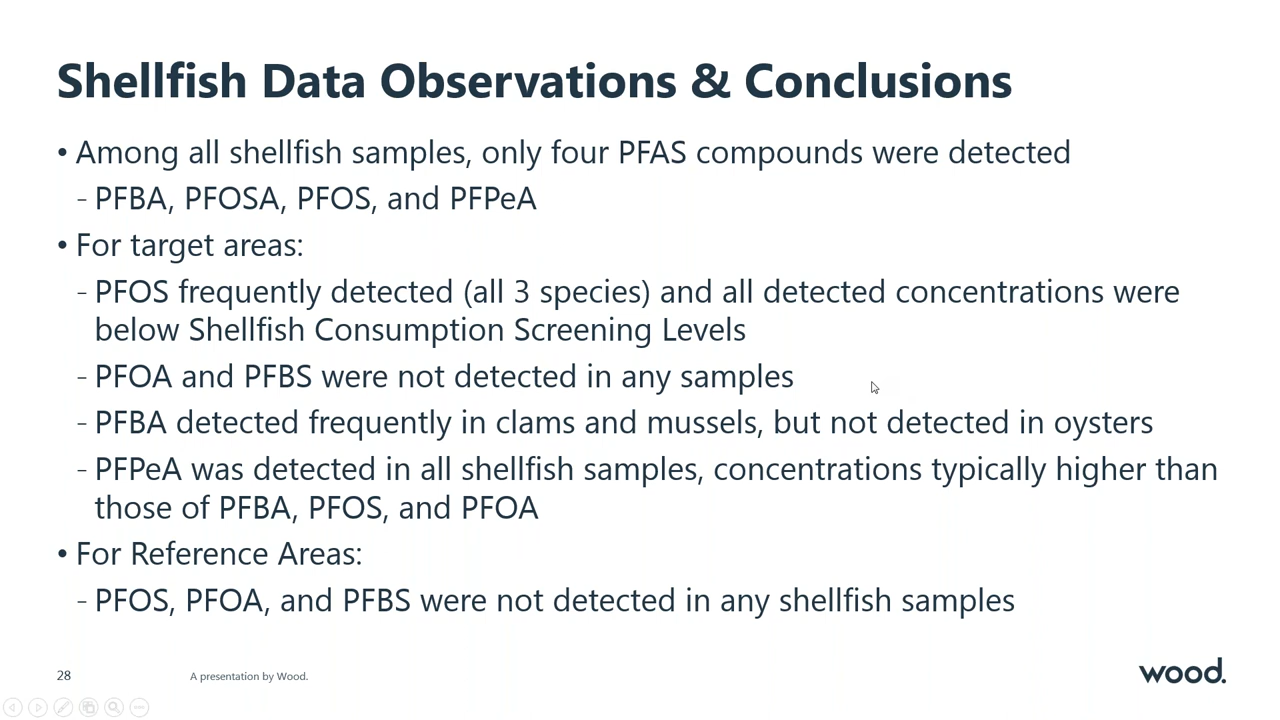 Shellfish Data Observations & Conclusions
• Among all shellfish samples, only four PFAS compounds were detected
- PFBA, PFOSA, PFOS, and PFPeA
• For target areas:
- PFOS frequently detected (all 3 species) and all detected concentrations were
below Shellfish Consumption Screening Levels
- PFOA and PFBS were not detected in any samples
- PFBA detected frequently in clams and mussels, but not detected in oysters
- PFPeA was detected in all shellfish samples, concentrations typically higher than
those of PFBA, PFOS, and PFOA
• For Reference Areas:
- PFOS, PFOA, and PFBS were not detected in any shellfish samples
28
A presentation by Wood.
wood.